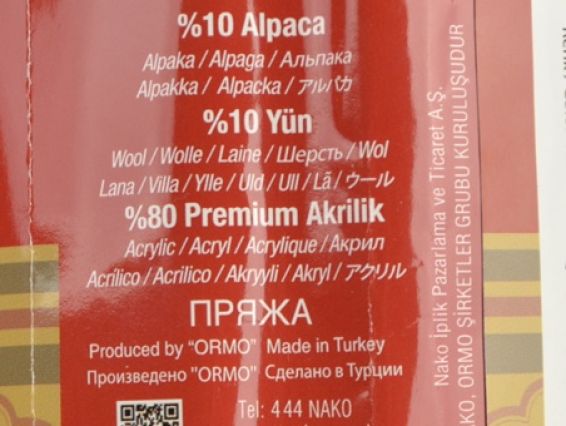 %10 Alpaca
Alpaka / Alpaga / Альпака
Alpakka / Alpacka / アルパカ
%10 Yün
Wool / Wolle / Laine / Шерсть / Wol
Lana / Villa / Ylle / Uld / Ull / Lã / ウール
%80 Premium Akrilik
Acrylic / Acryl / Acrylique / Акрил
Acrílico / Acrilico / Akryyli / Akryl / アクリル
ПРЯЖА
Produced by “ORMO” Made in Turkey
Произведено "ORMO" Сделано в Турции
Tel: 444 NAKO
Nako İplik Pazarlama ve Ticaret A.Ş.
NAKO, ORMO ŞİRKETLER GRUBU KURULUŞUDUR